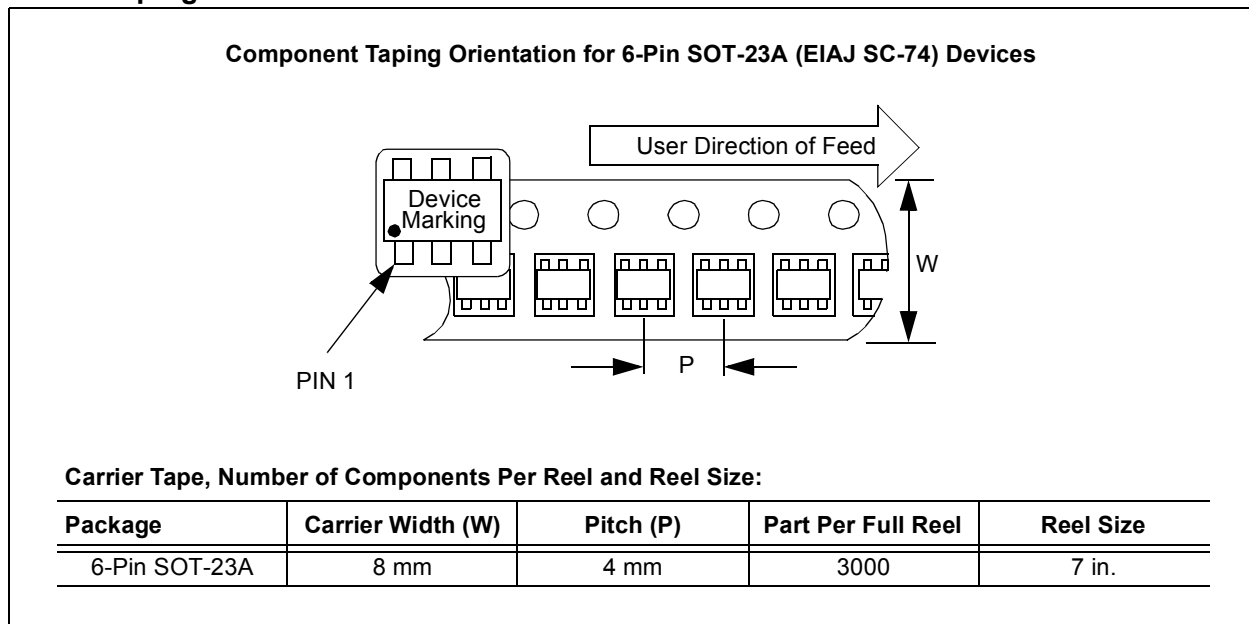 Component Taping Orientation for 6-Pin SOT-23A (EIAJ SC-74) Devices
User Direction of Feed
Device
Marking
W
P
PIN 1
Carrier Tape, Number of Components Per Reel and Reel Size:
Package Carrier Width (W) Pitch (P) Part Per Full Reel Reel Size
6-Pin SOT-23A 8 mm 4 mm 3000 7 in.